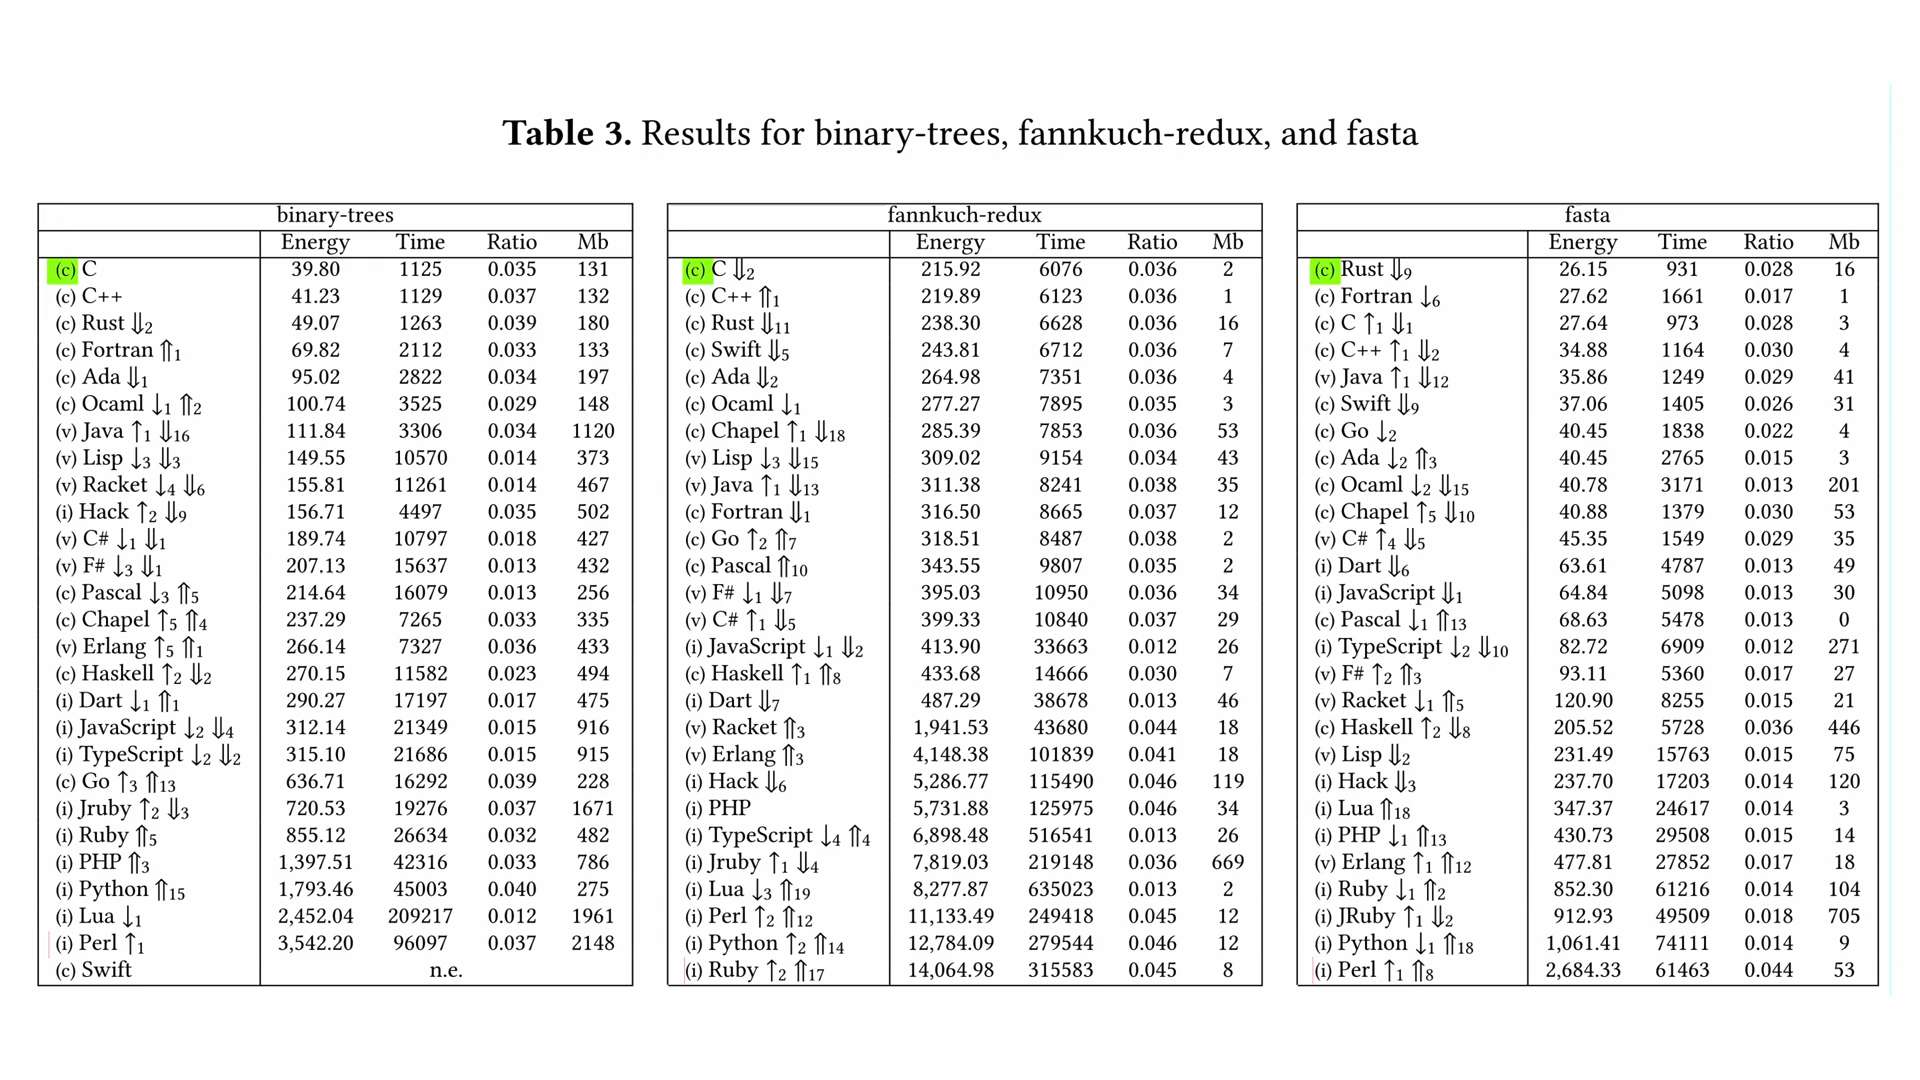 Table 3. Results for binary-trees, fannkuch-redux, and fasta
binary-trees
Energy Time Ratio Mb
(c) C 39.80 1125 0.035 131
(c) C++ 41.23 1129 0.037 132
(c) Rust ⇓2 49.07 1263 0.039 180
(c) Fortran ⇑1 69.82 2112 0.033 133
(c) Ada ⇓1 95.02 2822 0.034 197
(c) Ocaml ↓1 ⇑2 100.74 3525 0.029 148
(v) Java ↑1 ⇓16 111.84 3306 0.034 1120
(v) Lisp ↓3 ⇓3 149.55 10570 0.014 373
(v) Racket ↓4 ⇓6 155.81 11261 0.014 467
(i) Hack ↑2 ⇓9 156.71 4497 0.035 502
(v) C# ↓1 ⇓1 189.74 10797 0.018 427
(v) F# ↓3 ⇓1 207.13 15637 0.013 432
(c) Pascal ↓3 ⇑5 214.64 16079 0.013 256
(c) Chapel ↑5 ⇑4 237.29 7265 0.033 335
(v) Erlang ↑5 ⇑1 266.14 7327 0.036 433
(c) Haskell ↑2 ⇓2 270.15 11582 0.023 494
(i) Dart ↓1 ⇑1 290.27 17197 0.017 475
(i) JavaScript ↓2 ⇓4 312.14 21349 0.015 916
(i) TypeScript ↓2 ⇓2 315.10 21686 0.015 915
(c) Go ↑3 ⇑13 636.71 16292 0.039 228
(i) Jruby ↑2 ⇓3 720.53 19276 0.037 1671
(i) Ruby ⇑5 855.12 26634 0.032 482
(i) PHP ⇑3 1,397.51 42316 0.033 786
(i) Python ⇑15 1,793.46 45003 0.040 275
(i) Lua ↓1 2,452.04 209217 0.012 1961
(i) Perl ↑1 3,542.20 96097 0.037 2148
(c) Swift n.e.
fannkuch-redux
Energy Time Ratio Mb
(c) C ⇓2 215.92 6076 0.036 2
(c) C++ ⇑1 219.89 6123 0.036 1
(c) Rust ⇓11 238.30 6628 0.036 16
(c) Swift ⇓5 243.81 6712 0.036 7
(c) Ada ⇓2 264.98 7351 0.036 4
(c) Ocaml ↓1 277.27 7895 0.035 3
(c) Chapel ↑1 ⇓18 285.39 7853 0.036 53
(v) Lisp ↓3 ⇓15 309.02 9154 0.034 43
(v) Java ↑1 ⇓13 311.38 8241 0.038 35
(c) Fortran ⇓1 316.50 8665 0.037 12
(c) Go ↑2 ⇑7 318.51 8487 0.038 2
(c) Pascal ⇑10 343.55 9807 0.035 2
(v) F# ↓1 ⇓7 395.03 10950 0.036 34
(v) C# ↑1 ⇓5 399.33 10840 0.037 29
(i) JavaScript ↓1 ⇓2 413.90 33663 0.012 26
(c) Haskell ↑1 ⇑8 433.68 14666 0.030 7
(i) Dart ⇓7 487.29 38678 0.013 46
(v) Racket ⇑3 1,941.53 43680 0.044 18
(v) Erlang ⇑3 4,148.38 101839 0.041 18
(i) Hack ⇓6 5,286.77 115490 0.046 119
(i) PHP 5,731.88 125975 0.046 34
(i) TypeScript ↓4 ⇑4 6,898.48 516541 0.013 26
(i) Jruby ↑1 ⇓4 7,819.03 219148 0.036 669
(i) Lua ↓3 ⇑19 8,277.87 635023 0.013 2
(i) Perl ↑2 ⇑12 11,133.49 249418 0.045 12
(i) Python ↑2 ⇑14 12,784.09 279544 0.046 12
(i) Ruby ↑2 ⇑17 14,064.98 315583 0.045 8
fasta
Energy Time Ratio Mb
(c) Rust ⇓9 26.15 931 0.028 16
(c) Fortran ↓6 27.62 1661 0.017 1
(c) C ↑1 ⇓1 27.64 973 0.028 3
(c) C++ ↑1 ⇓2 34.88 1164 0.030 4
(v) Java ↑1 ⇓12 35.86 1249 0.029 41
(c) Swift ⇓9 37.06 1405 0.026 31
(c) Go ↓2 40.45 1838 0.022 4
(c) Ada ↓2 ⇑3 40.45 2765 0.015 3
(c) Ocaml ↓2 ⇓15 40.78 3171 0.013 201
(c) Chapel ↑5 ⇓10 40.88 1379 0.030 53
(v) C# ↑4 ⇓5 45.35 1549 0.029 35
(i) Dart ⇓6 63.61 4787 0.013 49
(i) JavaScript ⇓1 64.84 5098 0.013 30
(c) Pascal ↓1 ⇑13 68.63 5478 0.013 0
(i) TypeScript ↓2 ⇓10 82.72 6909 0.012 271
(v) F# ↑2 ⇑3 93.11 5360 0.017 27
(v) Racket ↓1 ⇑5 120.90 8255 0.015 21
(c) Haskell ↑2 ⇓8 205.52 5728 0.036 446
(v) Lisp ⇓2 231.49 15763 0.015 75
(i) Hack ⇓3 237.70 17203 0.014 120
(i) Lua ⇑18 347.37 24617 0.014 3
(i) PHP ↓1 ⇑13 430.73 29508 0.015 14
(v) Erlang ↑1 ⇑12 477.81 27852 0.017 18
(i) Ruby ↓1 ⇑2 852.30 61216 0.014 104
(i) JRuby ↑1 ⇓2 912.93 49509 0.018 705
(i) Python ↓1 ⇑18 1,061.41 74111 0.014 9
(i) Perl ↑1 ⇑8 2,684.33 61463 0.044 53